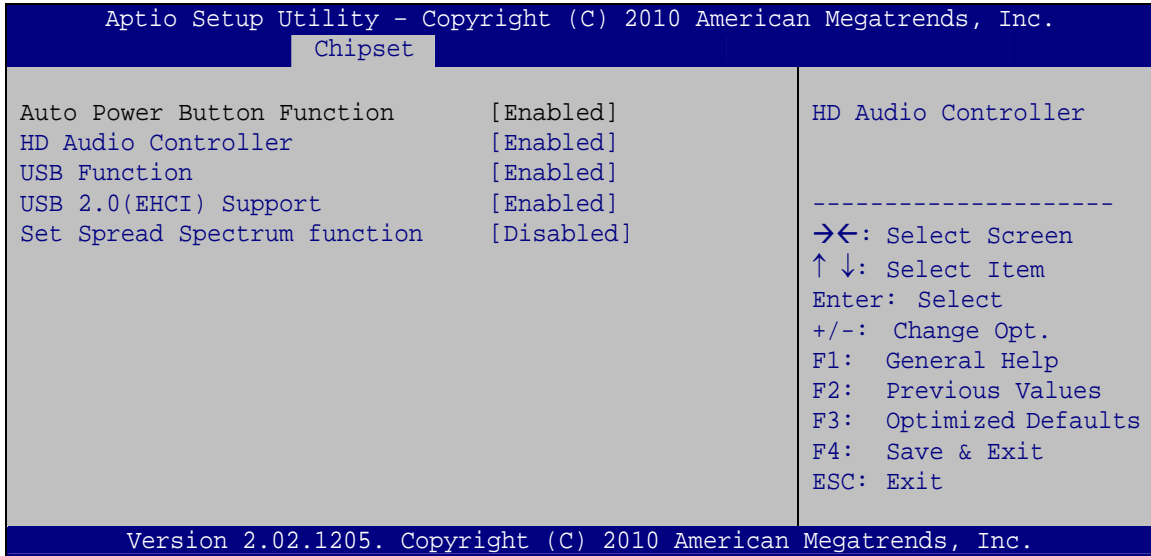 Aptio Setup Utility – Copyright (C) 2010 American Megatrends, Inc.
Chipset
Auto Power Button Function [Enabled]
HD Audio Controller [Enabled]
USB Function [Enabled]
USB 2.0(EHCI) Support [Enabled]
Set Spread Spectrum function [Disabled]
HD Audio Controller
---------------------
→←: Select Screen
↑ ↓: Select Item
Enter: Select
+/-: Change Opt.
F1: General Help
F2: Previous Values
F3: Optimized Defaults
F4: Save & Exit
ESC: Exit
Version 2.02.1205. Copyright (C) 2010 American Megatrends, Inc.